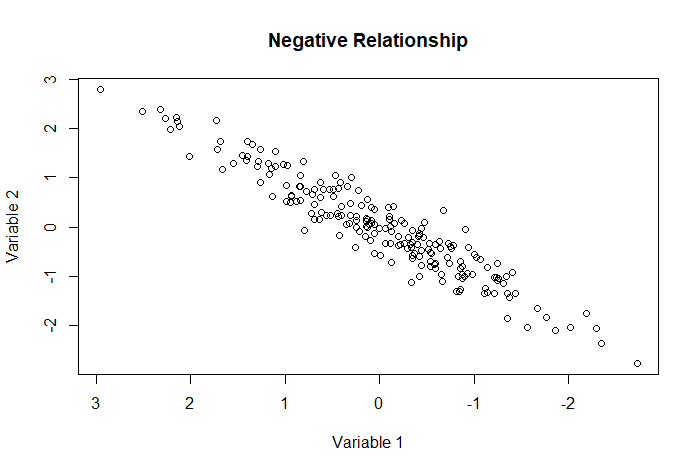 Negative Relationship
Variable 2
3
2
1
0
-1
-2
3 2 1 0 -1 -2
Variable 1